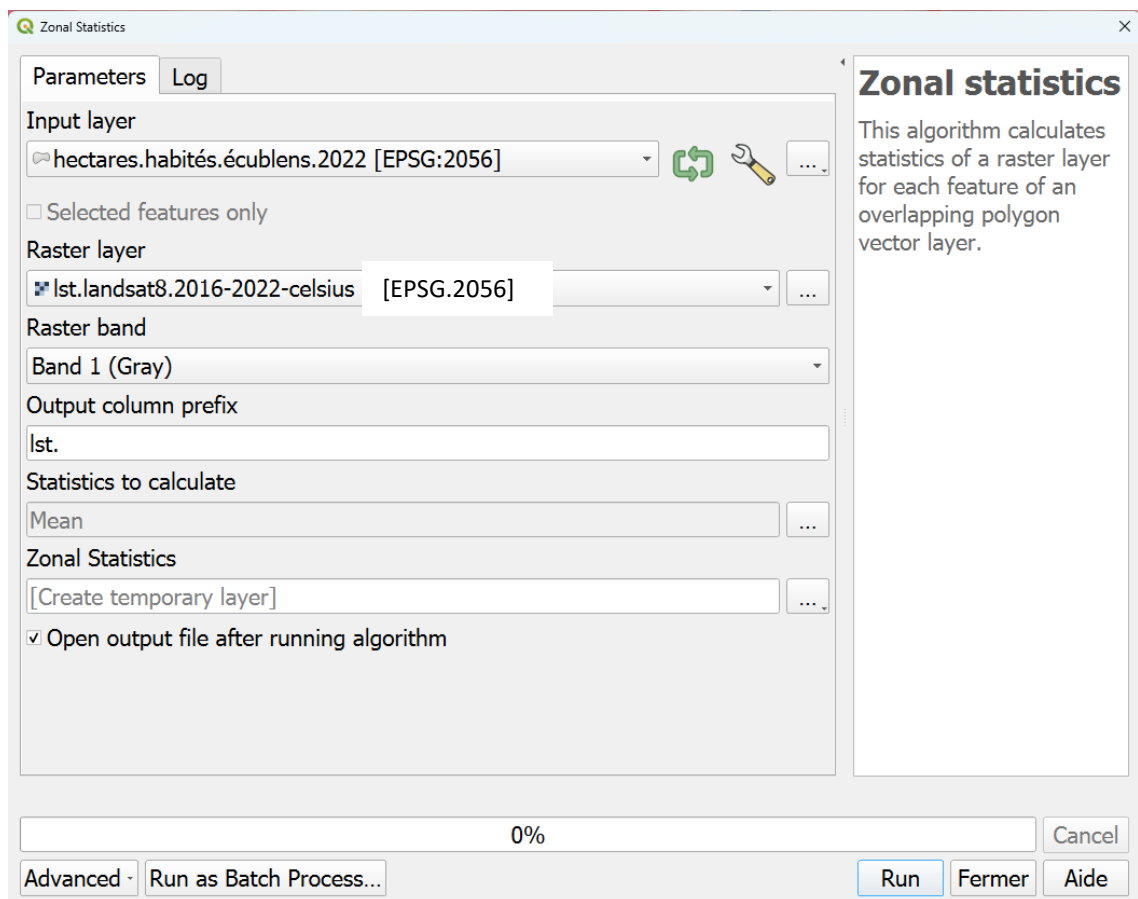 Zonal Statistics
Parameters
Log
Input layer
hectares.habités.écublens.2022 [EPSG:2056]
...
Selected features only
Raster layer
lst.landsat8.2016-2022-celsius [EPSG.2056]
...
Raster band
Band 1 (Gray)
Output column prefix
lst.
Statistics to calculate
Mean
...
Zonal Statistics
[Create temporary layer]
...
Open output file after running algorithm
Zonal statistics
This algorithm calculates
statistics of a raster layer
for each feature of an
overlapping polygon
vector layer.
0%
Cancel
Advanced
Run as Batch Process...
Run
Fermer
Aide